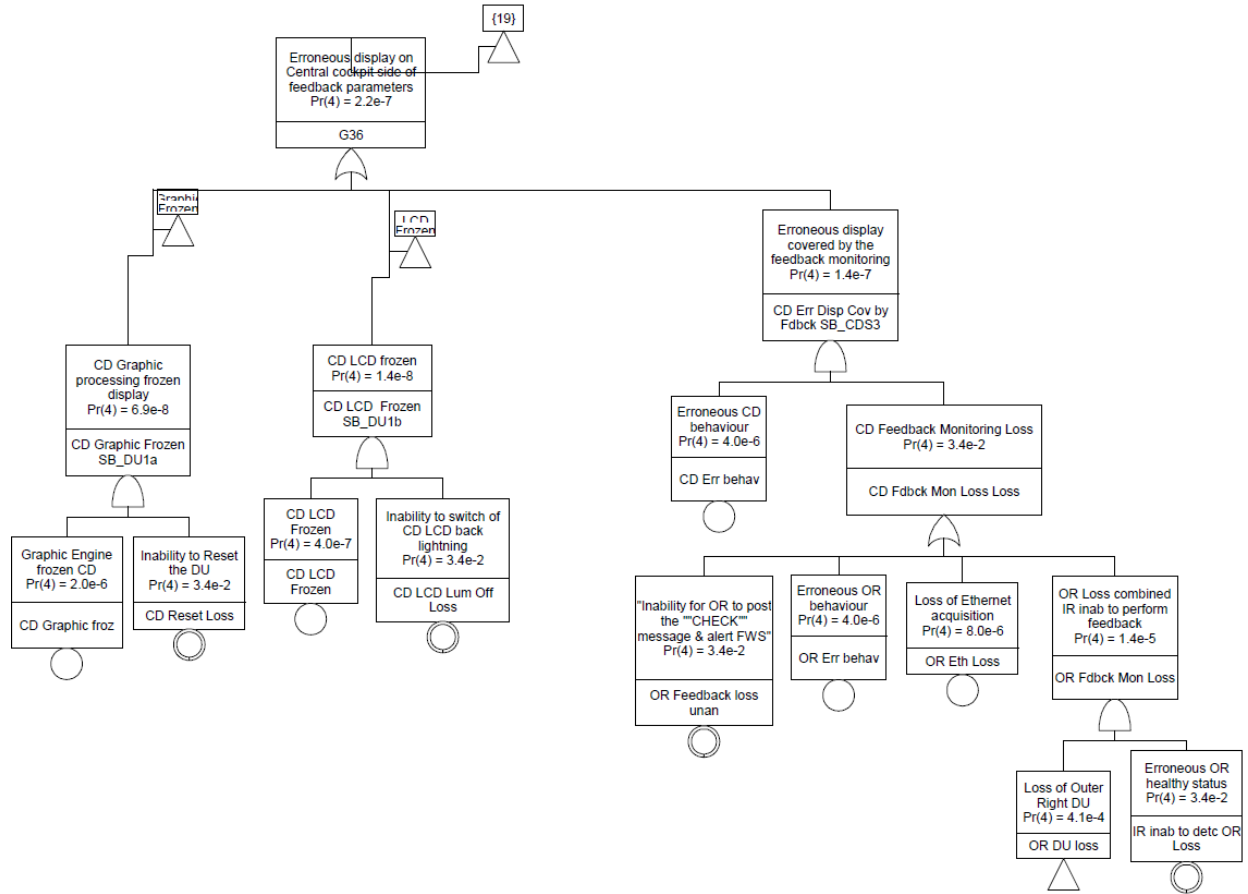 {19}
Erroneous display on
Central cockpit side of
feedback parameters
Pr(4) = 2.2e-7
G36
Graphic
Frozen
LCD
Frozen
Erroneous display
covered by the
feedback monitoring
Pr(4) = 1.4e-7
CD Err Disp Cov by
Fdbck SB_CDS3
CD Graphic
processing frozen
display
Pr(4) = 6.9e-8
CD Graphic Frozen
SB_DU1a
CD LCD frozen
Pr(4) = 1.4e-8
CD LCD Frozen
SB_DU1b
Erroneous CD
behaviour
Pr(4) = 4.0e-6
CD Err behav
CD Feedback Monitoring Loss
Pr(4) = 3.4e-2
CD Fdbck Mon Loss Loss
Graphic Engine
frozen CD
Pr(4) = 2.0e-6
CD Graphic froz
Inability to Reset
the DU
Pr(4) = 3.4e-2
CD Reset Loss
CD LCD
Frozen
Pr(4) = 4.0e-7
CD LCD
Frozen
Inability to switch of
CD LCD back
lightning
Pr(4) = 3.4e-2
CD LCD Lum Off
Loss
"Inability for OR to post
the ""CHECK""
message & alert FWS"
Pr(4) = 3.4e-2
OR Feedback loss
unan
Erroneous OR
behaviour
Pr(4) = 4.0e-6
OR Err behav
Loss of Ethernet
acquisition
Pr(4) = 8.0e-6
OR Eth Loss
OR Loss combined
IR inab to perform
feedback
Pr(4) = 1.4e-5
OR Fdbck Mon Loss
Loss of Outer
Right DU
Pr(4) = 4.1e-4
OR DU loss
Erroneous OR
healthy status
Pr(4) = 3.4e-2
IR inab to detc OR
Loss